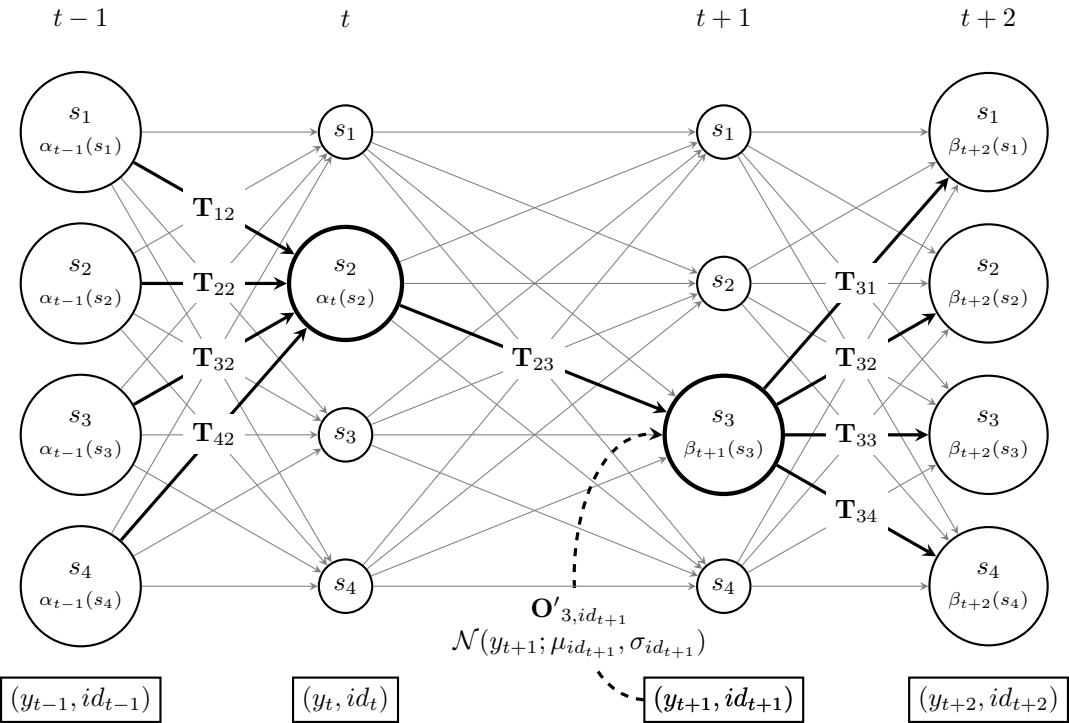 t − 1 t t + 1 t + 2
s₁ s₁ s₁ s₁
αₜ₋₁(s₁) βₜ₊₂(s₁)
T₁₂
s₂ s₂ s₂ s₂
αₜ₋₁(s₂) T₂₂ αₜ(s₂) T₃₁ βₜ₊₂(s₂)
T₃₂ T₂₃ T₃₂
s₃ s₃ s₃ s₃
αₜ₋₁(s₃) T₄₂ βₜ₊₁(s₃) T₃₃ βₜ₊₂(s₃)
T₃₄
s₄ s₄ s₄ s₄
αₜ₋₁(s₄) βₜ₊₂(s₄)
O′₃,idₜ₊₁
𝒩(yₜ₊₁; μ_{idₜ₊₁}, σ_{idₜ₊₁})
(yₜ₋₁, idₜ₋₁) (yₜ, idₜ) (yₜ₊₁, idₜ₊₁) (yₜ₊₂, idₜ₊₂)